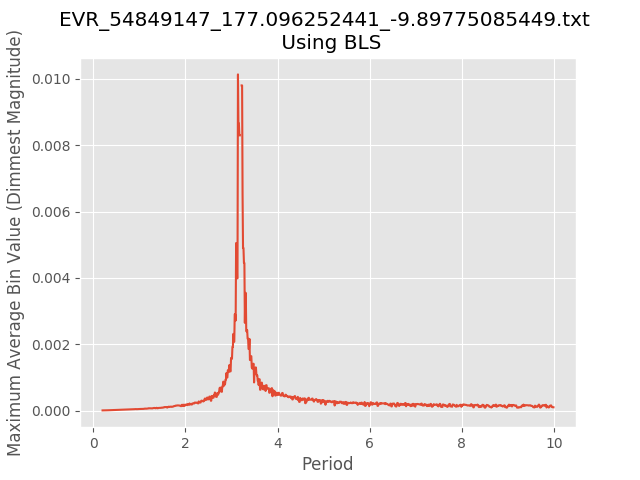 EVR_54849147_177.096252441_-9.89775085449.txt
Using BLS
Maximum Average Bin Value (Dimmest Magnitude)
0.010
0.008
0.006
0.004
0.002
0.000
0 2 4 6 8 10
Period